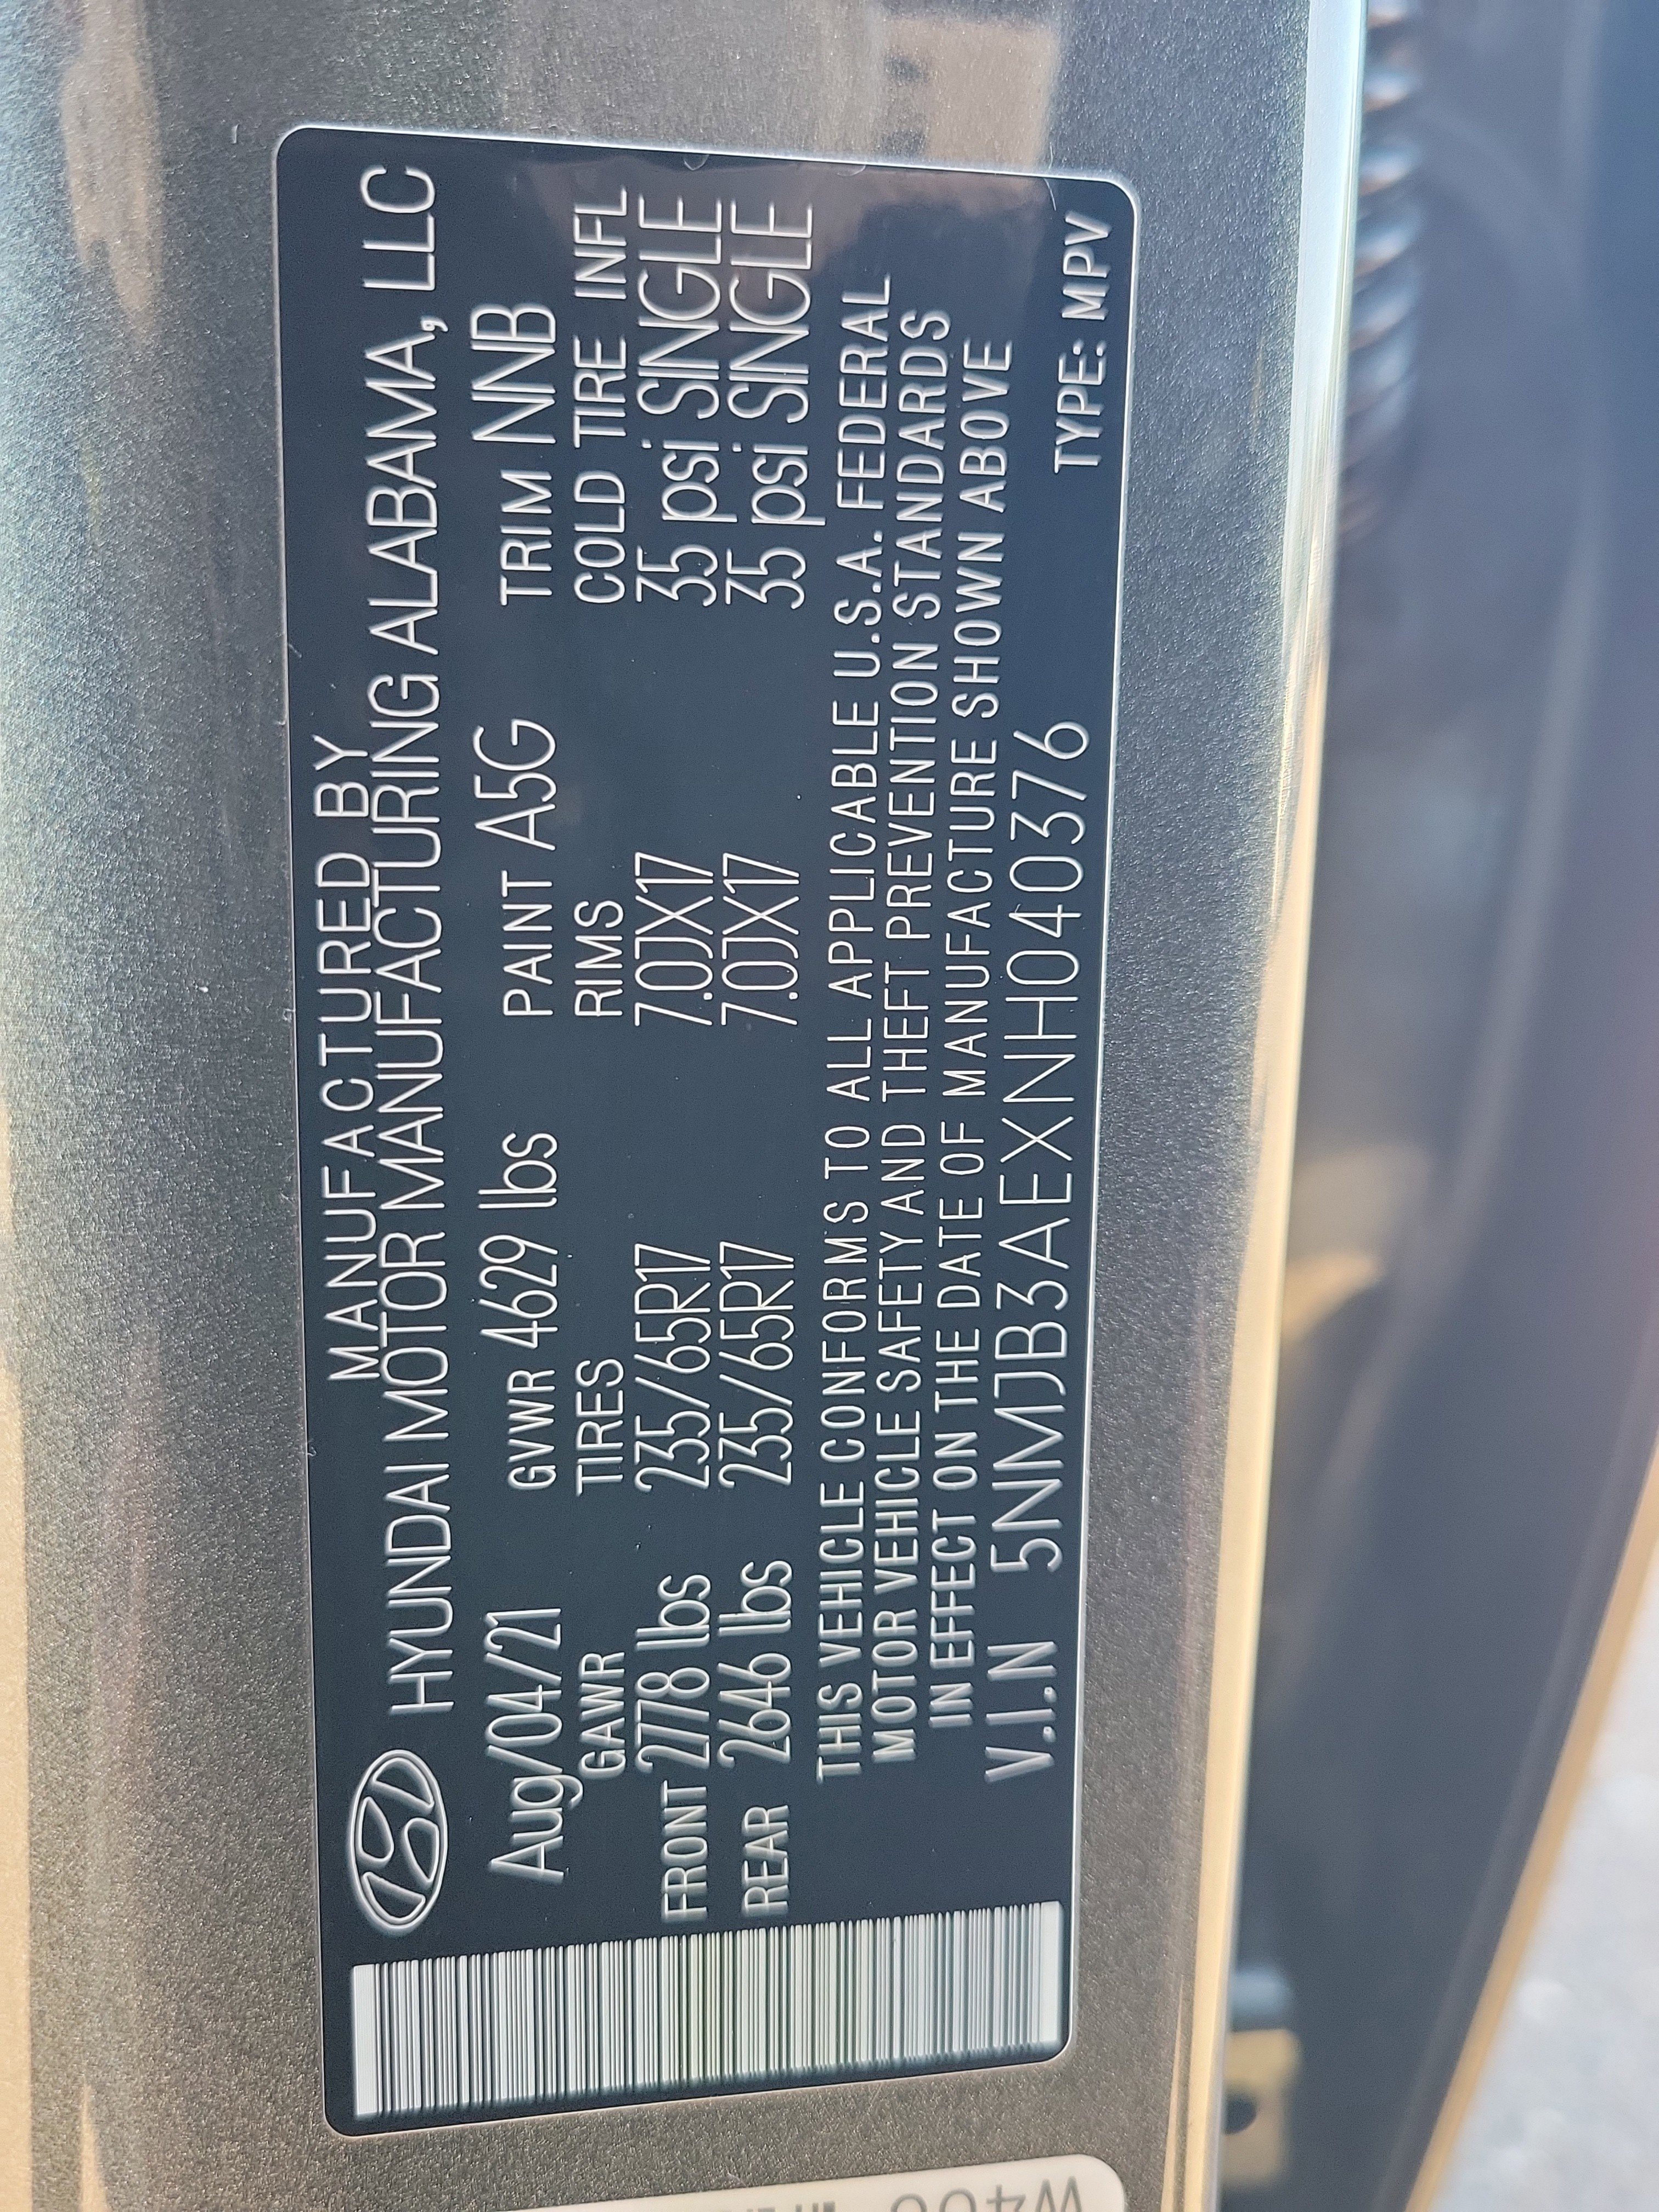 MANUFACTURED BY
HYUNDAI MOTOR MANUFACTURING ALABAMA, LLC
Aug/04/21 GVWR 4629 lbs PAINT A5G TRIM NNB
GAWR TIRES RIMS COLD TIRE INFL
FRONT 2778 lbs 235/65R17 7.0JX17 35 psi SINGLE
REAR 2646 lbs 235/65R17 7.0JX17 35 psi SINGLE
THIS VEHICLE CONFORMS TO ALL APPLICABLE U.S.A. FEDERAL
MOTOR VEHICLE SAFETY AND THEFT PREVENTION STANDARDS
IN EFFECT ON THE DATE OF MANUFACTURE SHOWN ABOVE
V.I.N 5NMJB3AEXNH040376 TYPE: MPV